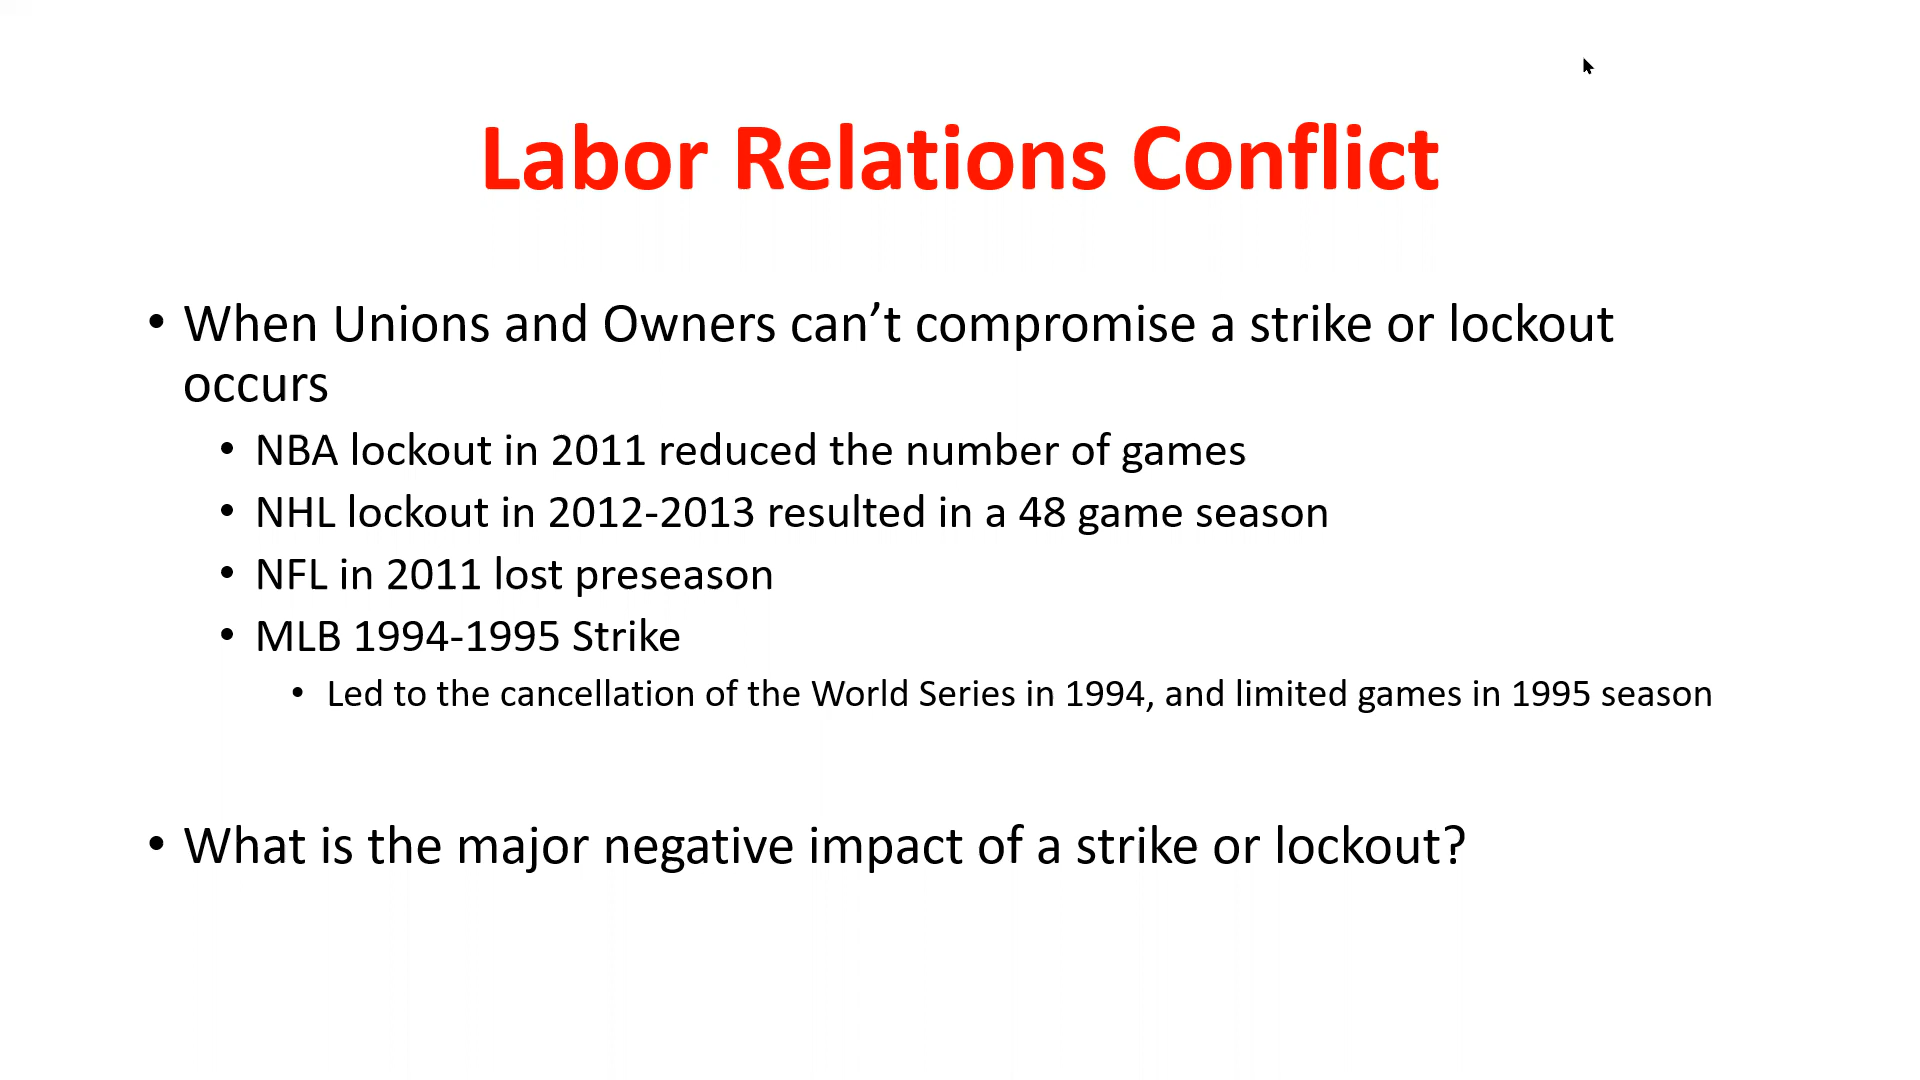 Labor Relations Conflict
• When Unions and Owners can’t compromise a strike or lockout
occurs
• NBA lockout in 2011 reduced the number of games
• NHL lockout in 2012-2013 resulted in a 48 game season
• NFL in 2011 lost preseason
• MLB 1994-1995 Strike
• Led to the cancellation of the World Series in 1994, and limited games in 1995 season
• What is the major negative impact of a strike or lockout?